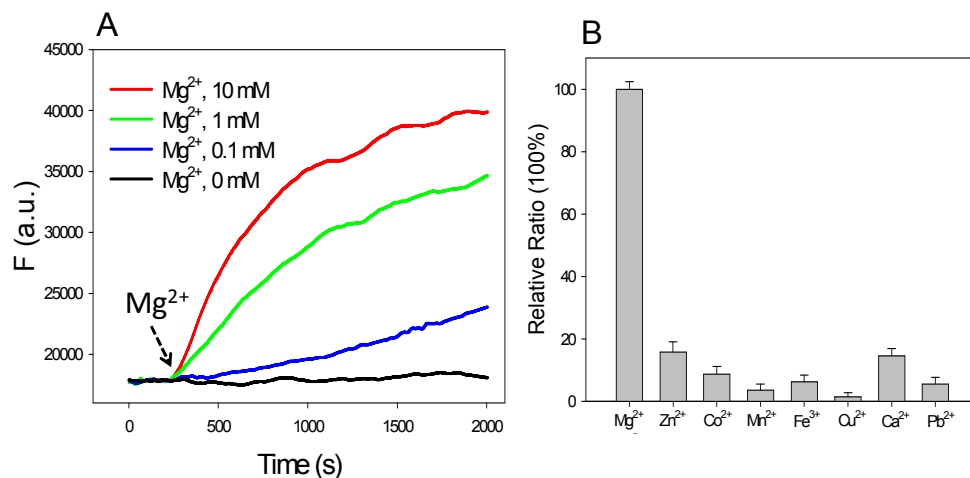 A
45000
40000
35000
30000
25000
20000
F (a.u.)
Mg²⁺, 10 mM
Mg²⁺, 1 mM
Mg²⁺, 0.1 mM
Mg²⁺, 0 mM
Mg²⁺
0 500 1000 1500 2000
Time (s)
B
Relative Ratio (100%)
100
80
60
40
20
0
Mg²⁺ Zn²⁺ Co²⁺ Mn²⁺ Fe³⁺ Cu²⁺ Ca²⁺ Pb²⁺